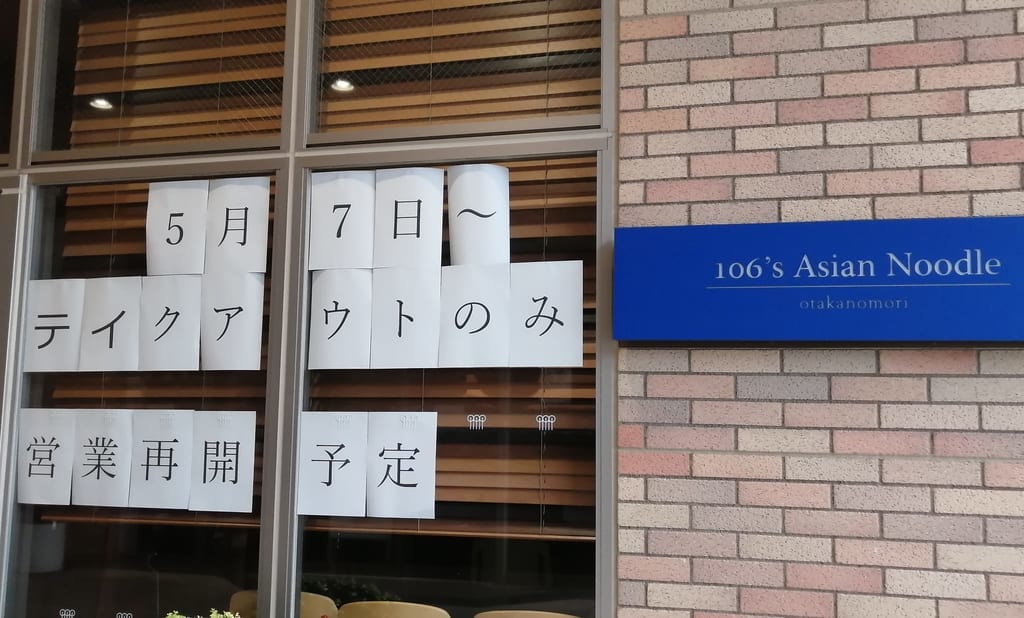 5月7日〜
テイクアウトのみ
営業再開予定
106's Asian Noodle
otakanomori